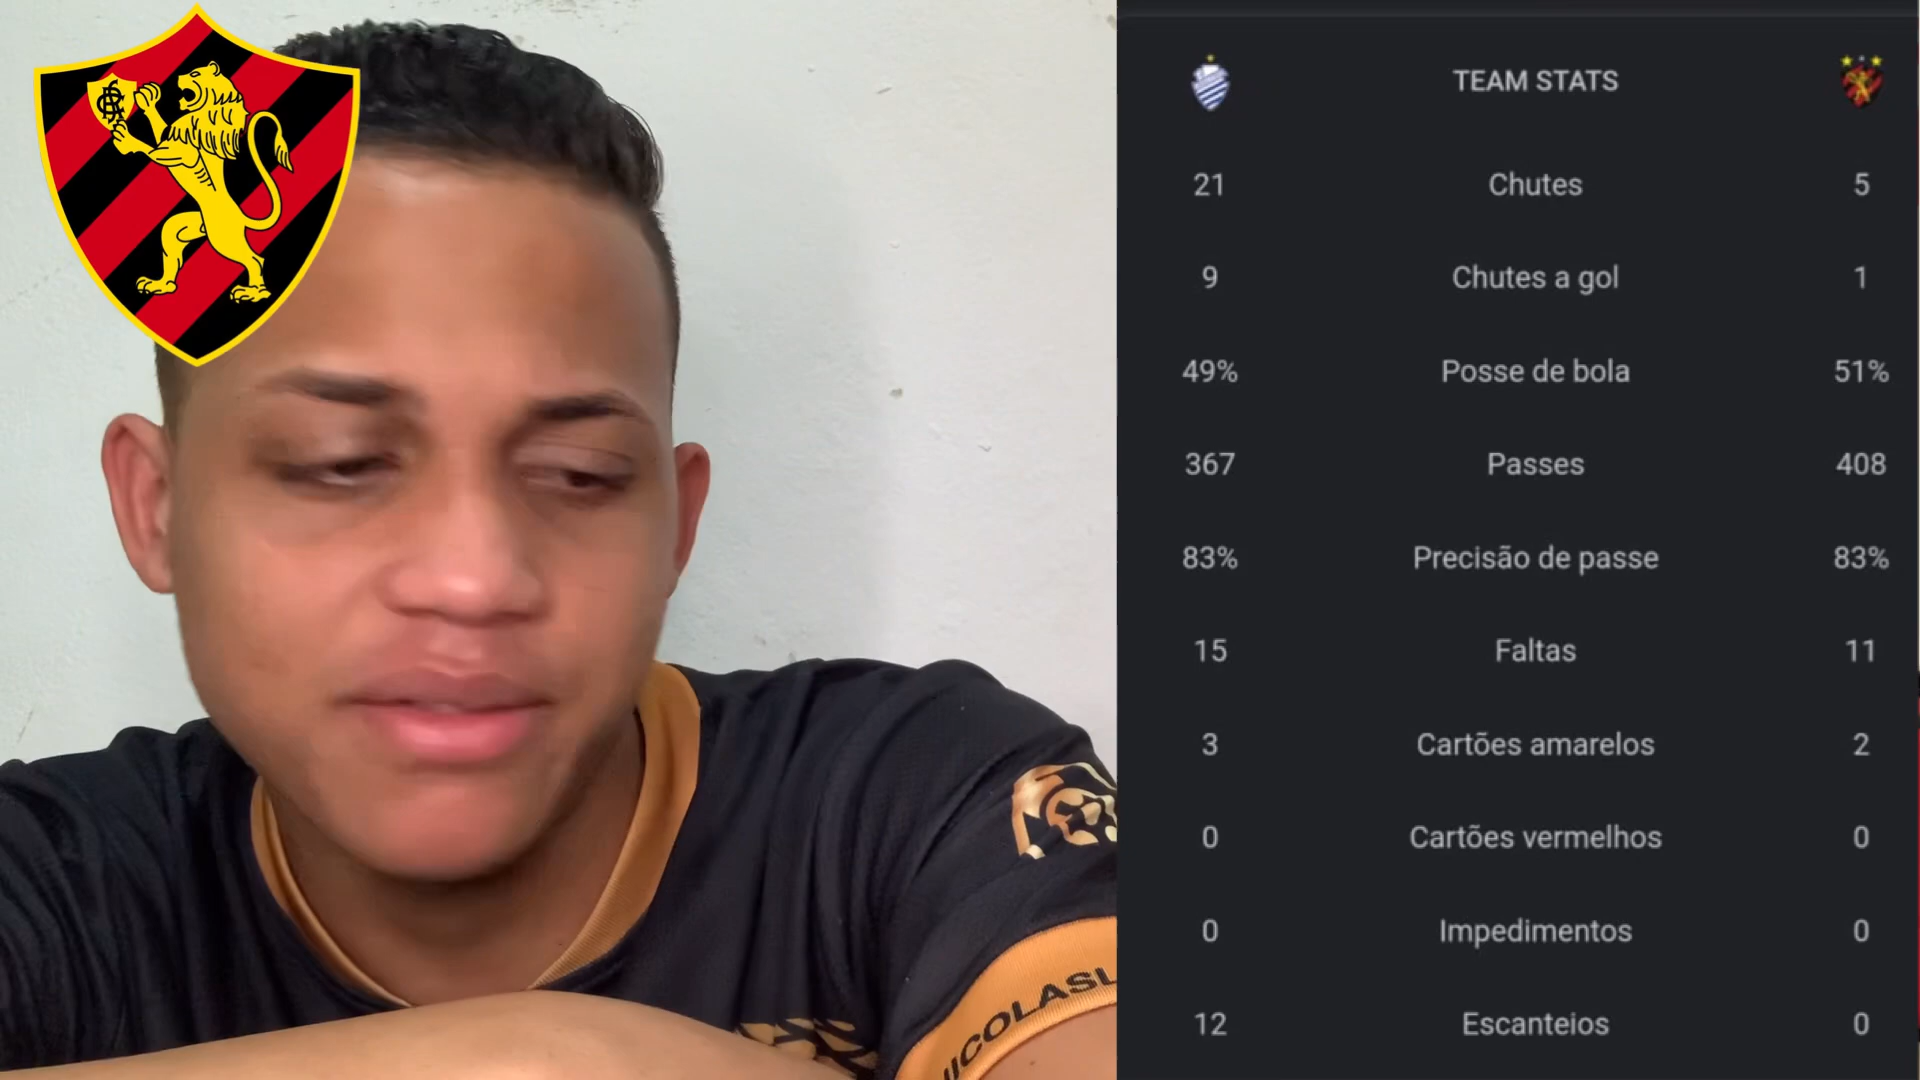 TEAM STATS
21 Chutes 5
9 Chutes a gol 1
49% Posse de bola 51%
367 Passes 408
83% Precisão de passe 83%
15 Faltas 11
3 Cartões amarelos 2
0 Cartões vermelhos 0
0 Impedimentos 0
12 Escanteios 0